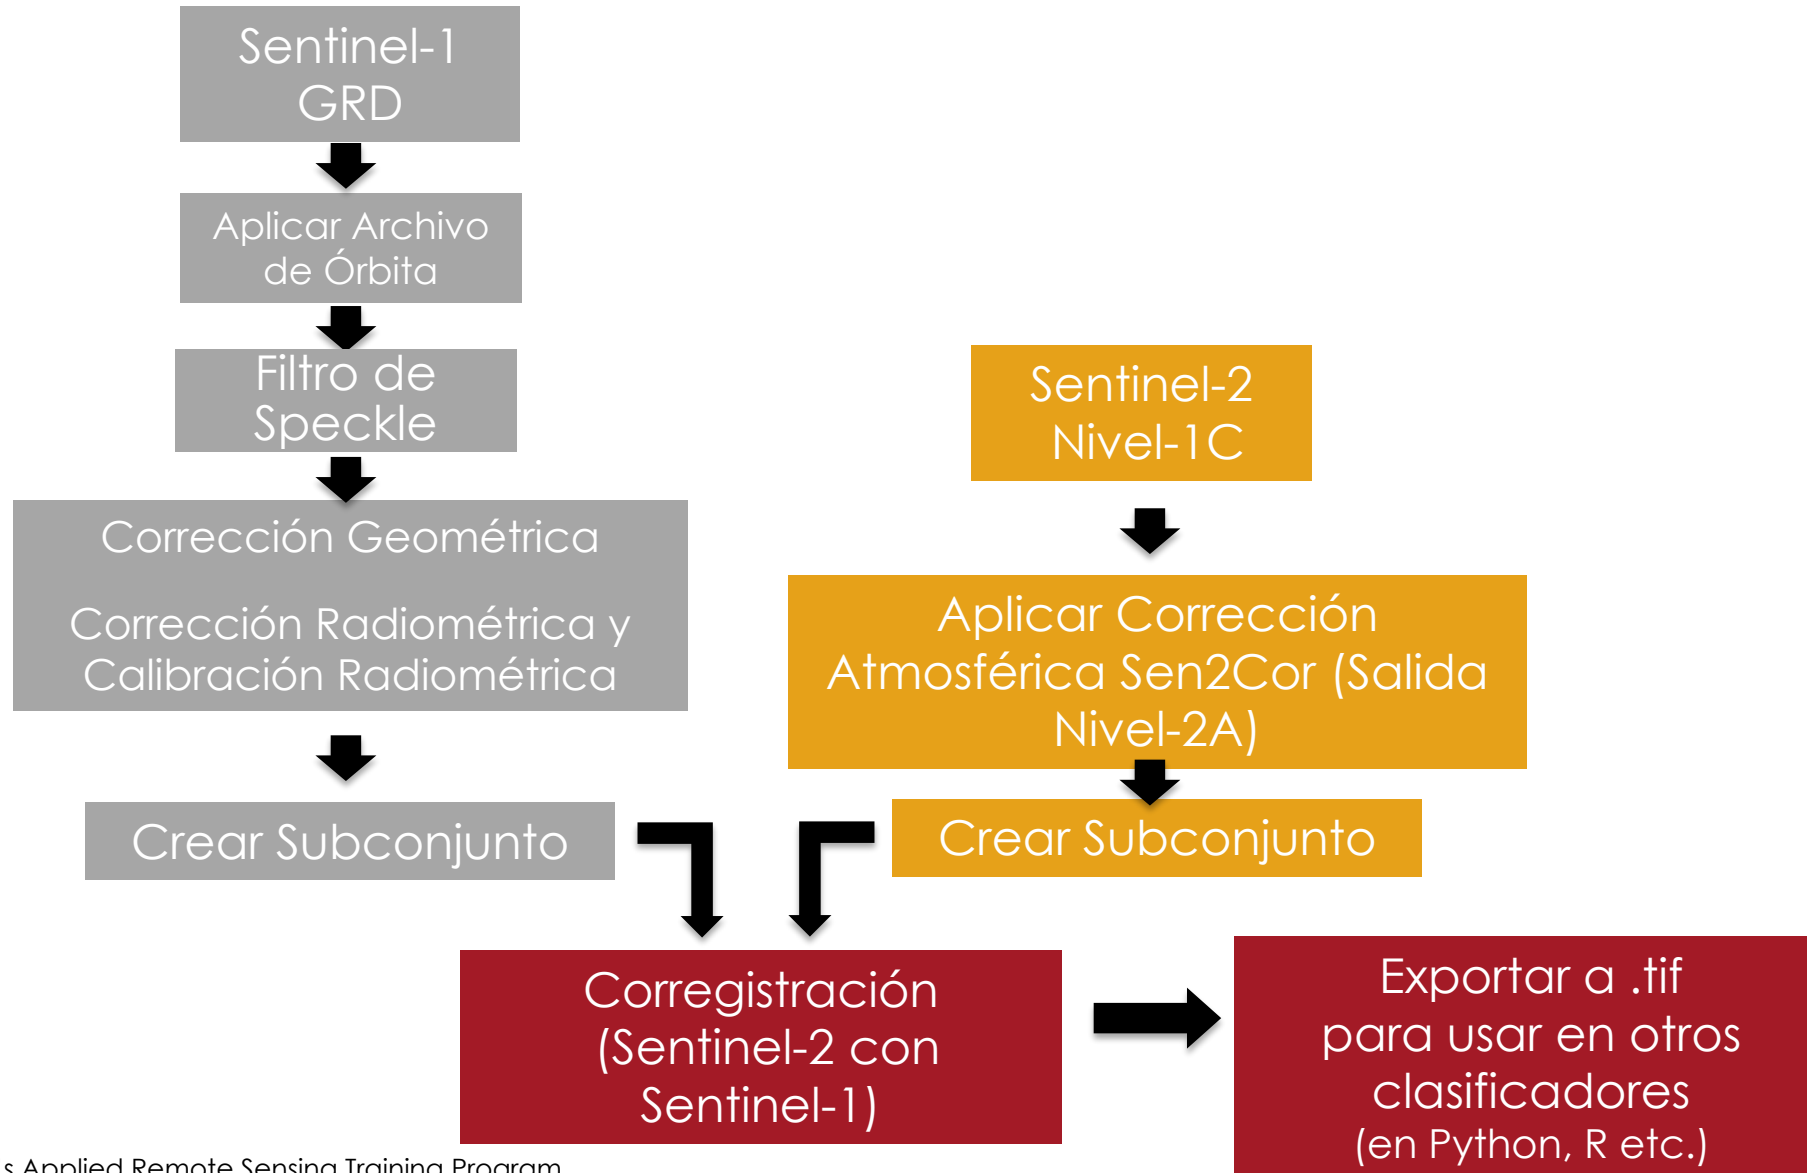 Sentinel-1
GRD
Aplicar Archivo
de Órbita
Filtro de
Speckle
Corrección Geométrica
Corrección Radiométrica y
Calibración Radiométrica
Crear Subconjunto
Sentinel-2
Nivel-1C
Aplicar Corrección
Atmosférica Sen2Cor (Salida
Nivel-2A)
Crear Subconjunto
Corregistración
(Sentinel-2 con
Sentinel-1)
Exportar a .tif
para usar en otros
clasificadores
(en Python, R etc.)
s Applied Remote Sensing Training Program